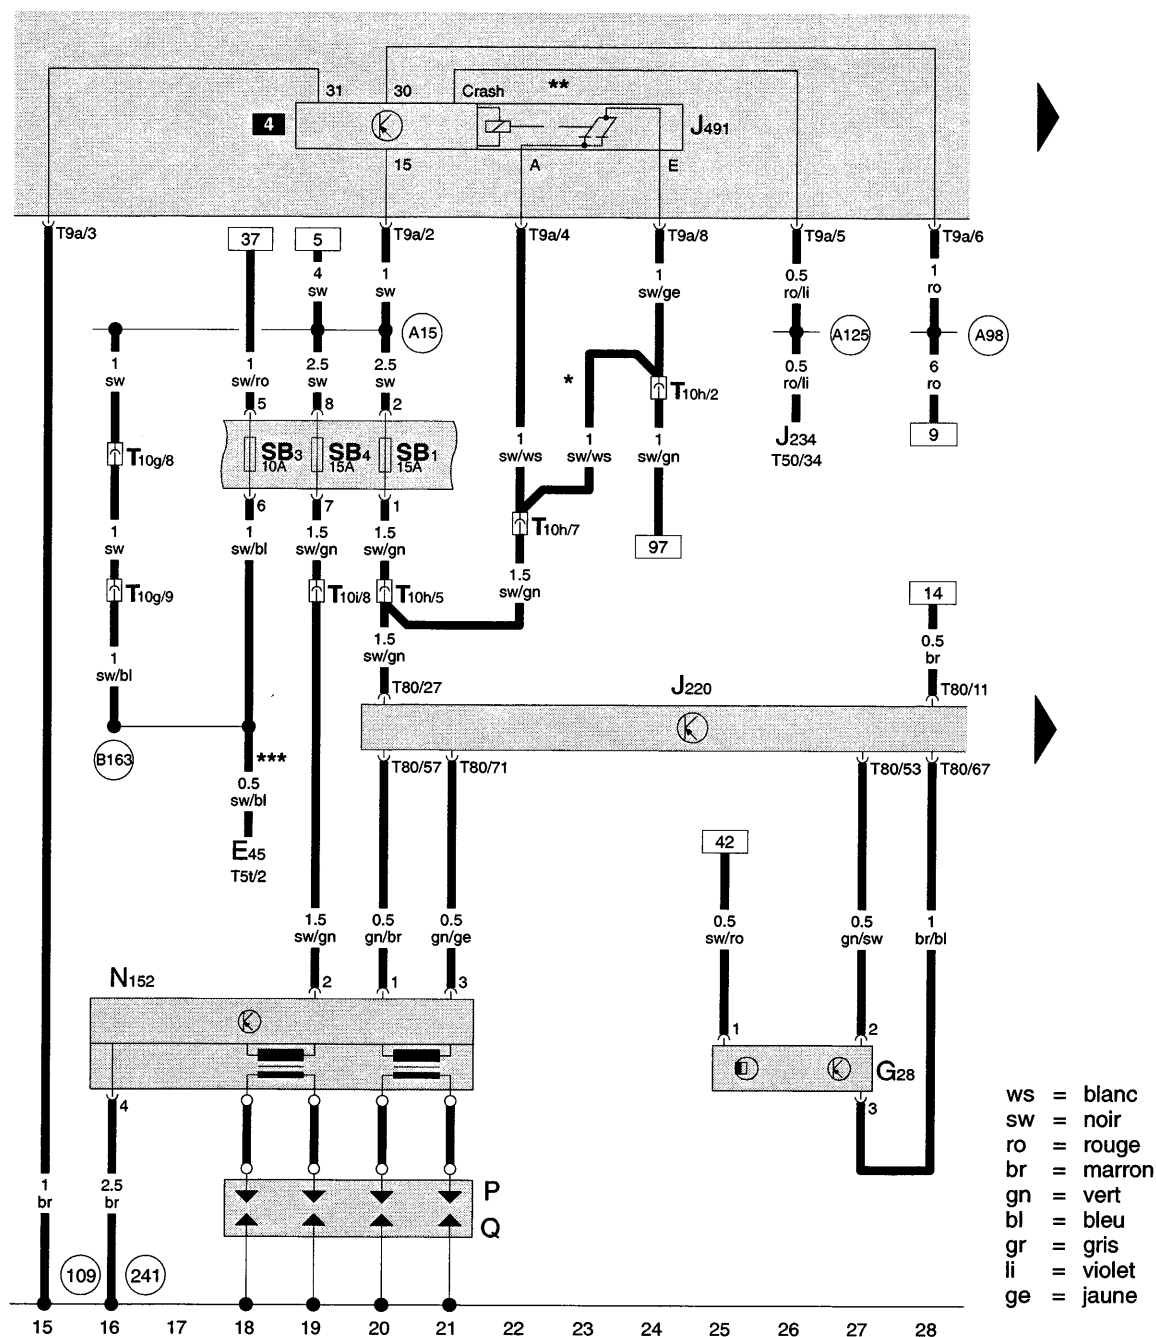 31 30 Crash **
4 J491
15 A E
T9a/3 37 5 T9a/2 T9a/4 T9a/8 T9a/5 T9a/6
4 1 1 0.5 1
sw sw sw/ge ro/li ro
A15 A125 A98
1 1 2.5 2.5 0.5 6
sw sw/ro sw sw ro/li ro
* T10h/2
5 8 2
J234 9
T50/34
1 1 1
sw/ws sw/ws sw/gn
T10g/8 SB3 SB4 SB1
10A 15A 15A
6 7 1
T10h/7
1 1 1.5 1.5 97
sw sw/bl sw/gn sw/gn
1.5
sw/gn
T10g/9 T10i/8 T10h/5 14
1.5 0.5
sw/gn br
1
sw/bl
T80/27 J220 T80/11
B163 *** T80/57 T80/71 T80/53 T80/67
0.5
sw/bl
E45 42
T5t/2
1.5 0.5 0.5 0.5 0.5 1
sw/gn gn/br gn/ge sw/ro gn/sw br/bl
N152 2 1 3
1 2
G28
4 3
ws = blanc
sw = noir
ro = rouge
br = marron
gn = vert
bl = bleu
gr = gris
li = violet
ge = jaune
1 2.5 P
br br Q
109 241
15 16 17 18 19 20 21 22 23 24 25 26 27 28